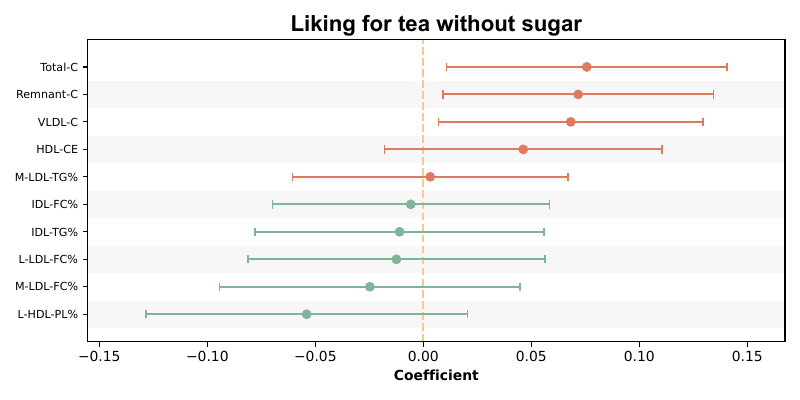 Liking for tea without sugar
Total-C
Remnant-C
VLDL-C
HDL-CE
M-LDL-TG%
IDL-FC%
IDL-TG%
L-LDL-FC%
M-LDL-FC%
L-HDL-PL%
−0.15 −0.10 −0.05 0.00 0.05 0.10 0.15
Coefficient